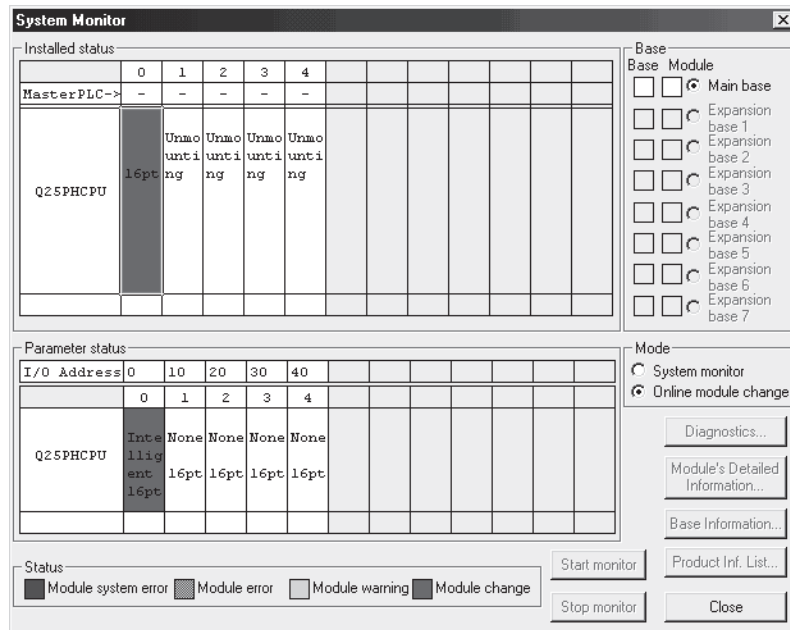 System Monitor
Installed status
0 1 2 3 4
MasterPLC-> - - - - -
Q25PHCPU
16pt
Unmo Unmo Unmo Unmo
unti unti unti unti
ng ng ng ng
Base
Base Module
Main base
Expansion
base 1
Expansion
base 2
Expansion
base 3
Expansion
base 4
Expansion
base 5
Expansion
base 6
Expansion
base 7
Parameter status
I/O Address 0 10 20 30 40
0 1 2 3 4
Q25PHCPU
Inte
llig
ent
16pt
None None None None
16pt 16pt 16pt 16pt
Mode
System monitor
Online module change
Diagnostics...
Module's Detailed
Information...
Base Information...
Product Inf. List...
Status
Module system error Module error Module warning Module change
Start monitor
Stop monitor
Close